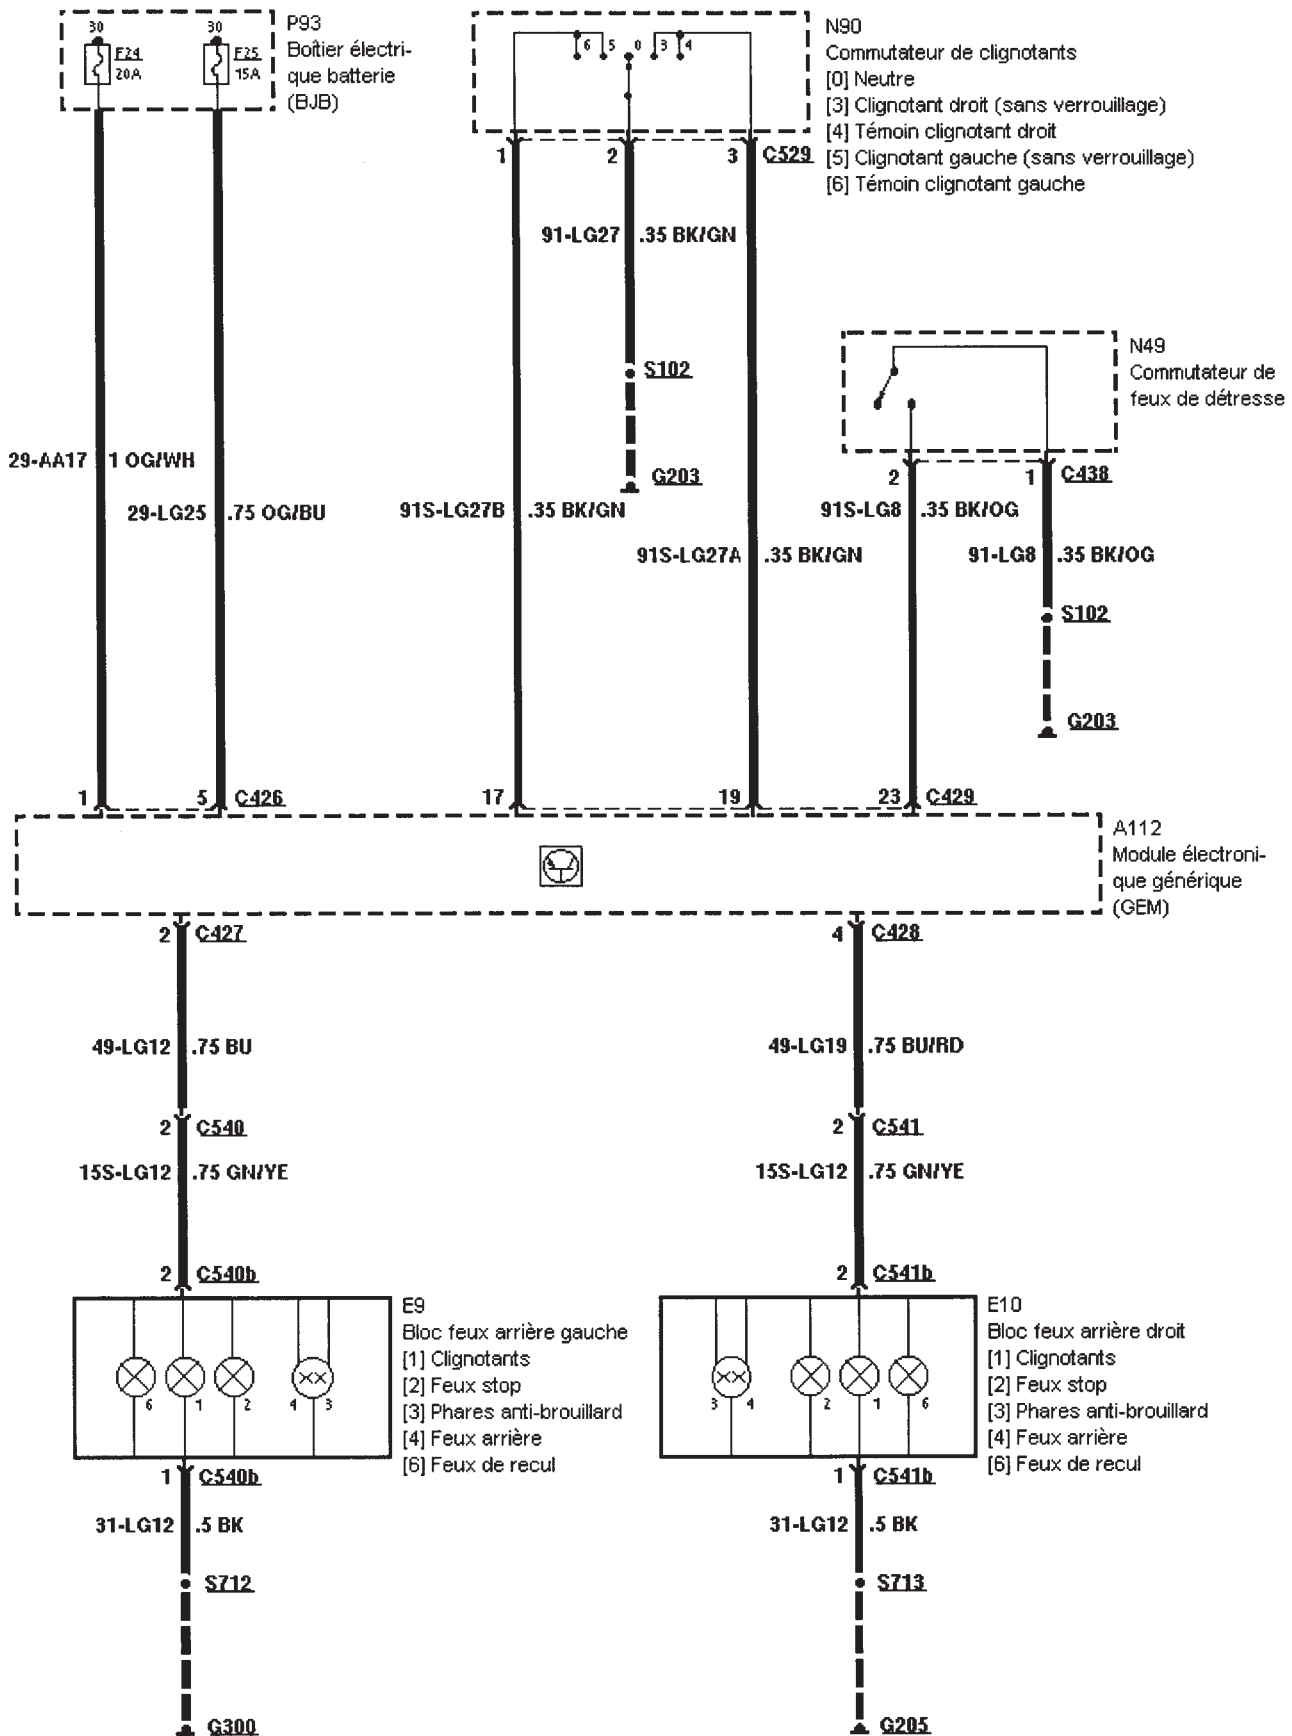 30
30
F24
20A
F25
15A
P93
Boîtier électri-
que batterie
(BJB)
6
5
0
3
4
N90
Commutateur de clignotants
[0] Neutre
[3] Clignotant droit (sans verrouillage)
[4] Témoin clignotant droit
[5] Clignotant gauche (sans verrouillage)
[6] Témoin clignotant gauche
1
2
3
C529
91-LG27
.35 BK/GN
S102
G203
N49
Commutateur de
feux de détresse
29-AA17
1 OG/WH
2
1
C438
29-LG25
.75 OG/BU
91S-LG27B
.35 BK/GN
91S-LG8
.35 BK/OG
91S-LG27A
.35 BK/GN
91-LG8
.35 BK/OG
S102
G203
1
5
C426
17
19
23
C429
A112
Module électroni-
que générique
(GEM)
2
C427
4
C428
49-LG12
.75 BU
49-LG19
.75 BU/RD
2
C540
2
C541
15S-LG12
.75 GN/YE
15S-LG12
.75 GN/YE
2
C540b
2
C541b
6
1
2
4
3
E9
Bloc feux arrière gauche
[1] Clignotants
[2] Feux stop
[3] Phares anti-brouillard
[4] Feux arrière
[6] Feux de recul
3
4
2
1
6
E10
Bloc feux arrière droit
[1] Clignotants
[2] Feux stop
[3] Phares anti-brouillard
[4] Feux arrière
[6] Feux de recul
1
C540b
1
C541b
31-LG12
.5 BK
31-LG12
.5 BK
S712
S713
G300
G205